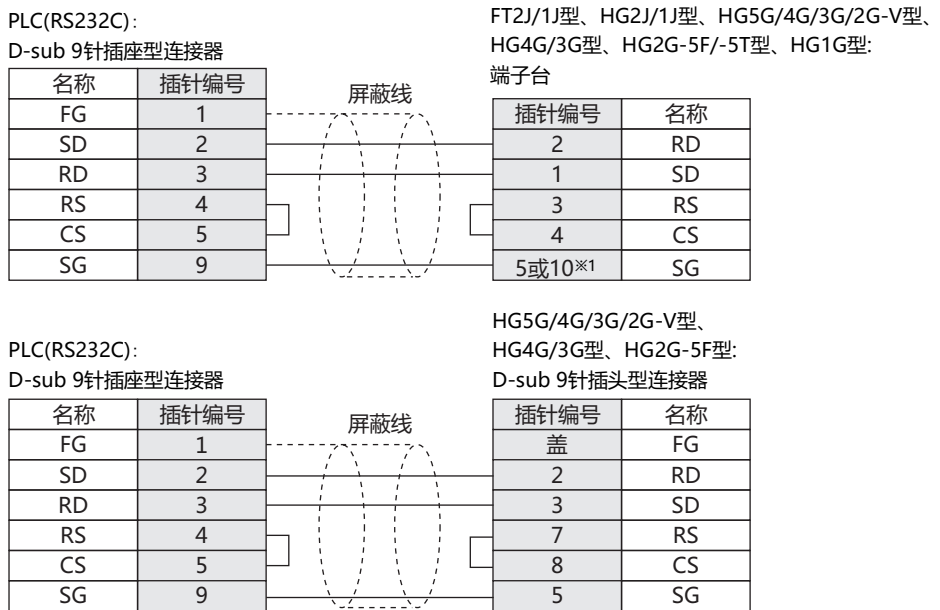 PLC(RS232C)：
D-sub 9针插座型连接器
FT2J/1J型、HG2J/1J型、HG5G/4G/3G/2G-V型、
HG4G/3G型、HG2G-5F/-5T型、HG1G型:
端子台
名称 插针编号
FG 1
SD 2
RD 3
RS 4
CS 5
SG 9
屏蔽线
插针编号 名称
2 RD
1 SD
3 RS
4 CS
5或10※1 SG
PLC(RS232C)：
D-sub 9针插座型连接器
HG5G/4G/3G/2G-V型、
HG4G/3G型、HG2G-5F型:
D-sub 9针插头型连接器
名称 插针编号
FG 1
SD 2
RD 3
RS 4
CS 5
SG 9
屏蔽线
插针编号 名称
盖 FG
2 RD
3 SD
7 RS
8 CS
5 SG